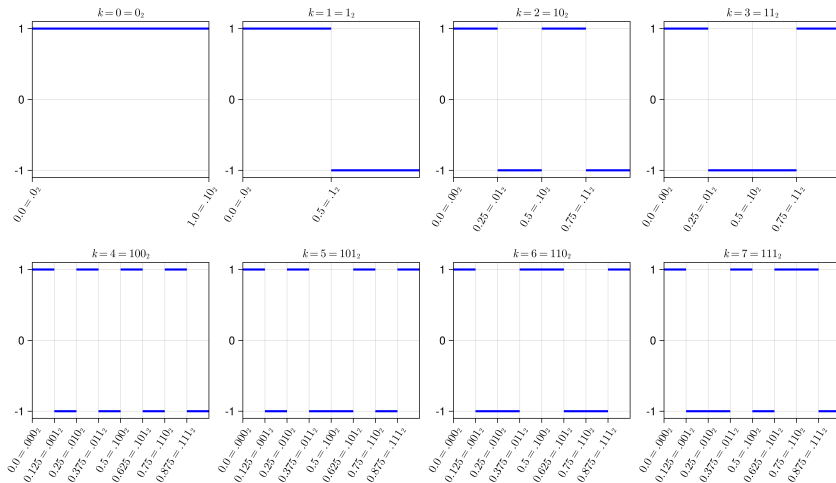 k = 0 = 0₂
1
0
-1
0.0 = .0₂
1.0 = .10₂
k = 1 = 1₂
1
0
-1
0.0 = .0₂
0.5 = .1₂
k = 2 = 10₂
1
0
-1
0.0 = .00₂
0.25 = .01₂
0.5 = .10₂
0.75 = .11₂
k = 3 = 11₂
1
0
-1
0.0 = .00₂
0.25 = .01₂
0.5 = .10₂
0.75 = .11₂
k = 4 = 100₂
1
0
-1
0.0 = .000₂
0.125 = .001₂
0.25 = .010₂
0.375 = .011₂
0.5 = .100₂
0.625 = .101₂
0.75 = .110₂
0.875 = .111₂
k = 5 = 101₂
1
0
-1
0.0 = .000₂
0.125 = .001₂
0.25 = .010₂
0.375 = .011₂
0.5 = .100₂
0.625 = .101₂
0.75 = .110₂
0.875 = .111₂
k = 6 = 110₂
1
0
-1
0.0 = .000₂
0.125 = .001₂
0.25 = .010₂
0.375 = .011₂
0.5 = .100₂
0.625 = .101₂
0.75 = .110₂
0.875 = .111₂
k = 7 = 111₂
1
0
-1
0.0 = .000₂
0.125 = .001₂
0.25 = .010₂
0.375 = .011₂
0.5 = .100₂
0.625 = .101₂
0.75 = .110₂
0.875 = .111₂